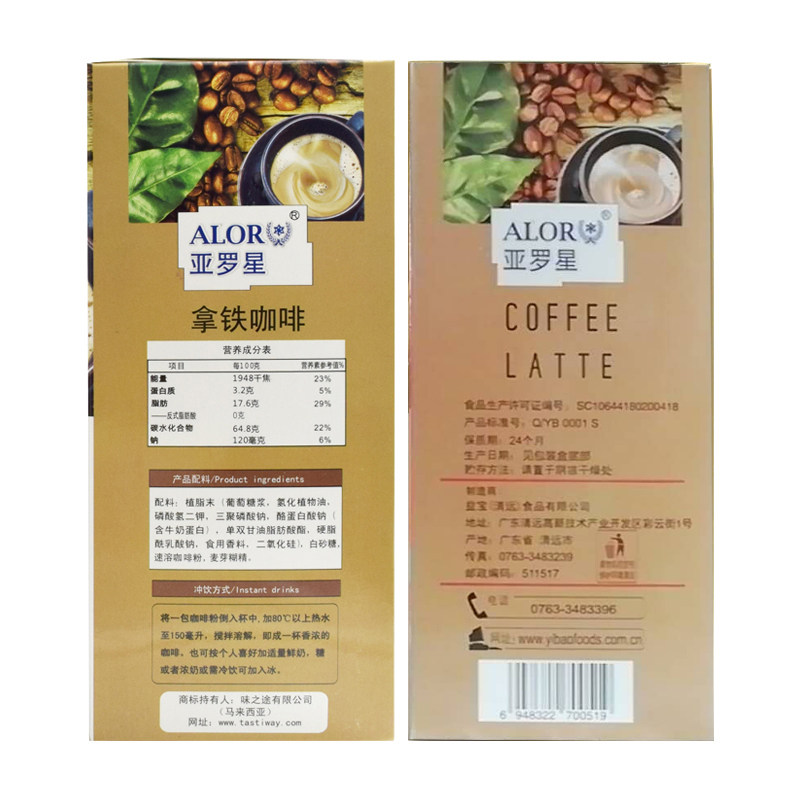 ALOR ®
亚罗星
拿铁咖啡
营养成分表
项目 每100克 营养素参考值%
能量 1948千焦 23%
蛋白质 3.2克 5%
脂肪 17.6克 29%
——反式脂肪酸 0克
碳水化合物 64.8克 22%
钠 120毫克 6%
产品配料/Product ingredients
配料：植脂末（葡萄糖浆，氢化植物油，
磷酸氢二钾，三聚磷酸钠，酪蛋白酸钠（
含牛奶蛋白），单双甘油脂肪酸酯，硬脂
酰乳酸钠，食用香料，二氧化硅)，白砂糖，
速溶咖啡粉，麦芽糊精。
冲饮方式/Instant drinks
将一包咖啡粉倒入杯中，加80℃以上热水
至150毫升，搅拌溶解，即成一杯香浓的
咖啡。也可按个人喜好加适量鲜奶，糖
或者浓奶或需冷饮可加入冰。
商标持有人：味之途有限公司
（马来西亚）
网址：www.tastiway.com
ALOR ®
亚罗星
COFFEE
LATTE
食品生产许可证编号：SC10644180200418
产品标准号：Q/YB 0001 S
保质期：24个月
生产日期：见包装盒底部
贮存方法：请置于阴凉干燥处
制造商：
益宝(清远)食品有限公司
地址：广东清远高新技术产业开发区彩云街1号
产地：广东省 清远市
传真：0763-3483239
邮政编码：511517
电话
0763-3483396
网址：www.yibaofoods.com.cn
6 948322 700519